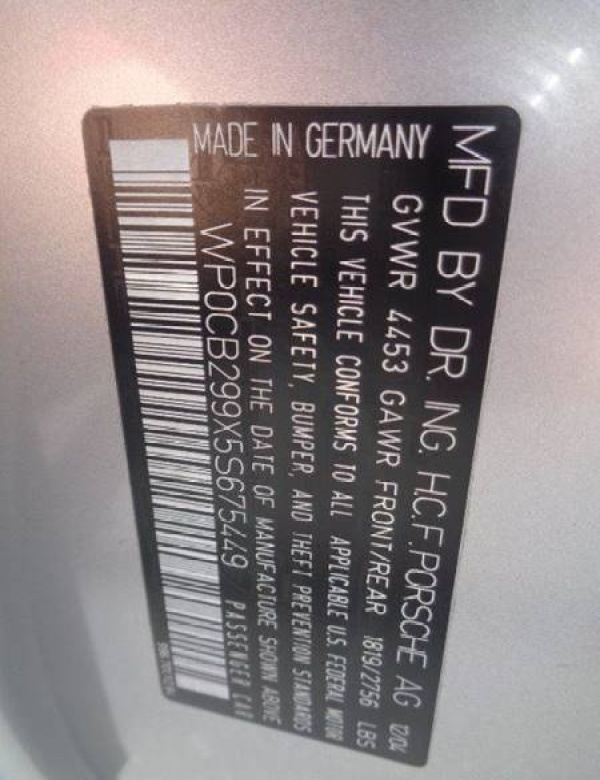 MFD BY DR. ING. H.C.F. PORSCHE AG 12/04
GVWR 4453 GAWR FRONT/REAR 1819/2756 LBS
THIS VEHICLE CONFORMS TO ALL APPLICABLE U.S. FEDERAL MOTOR
VEHICLE SAFETY, BUMPER, AND THEFT PREVENTION STANDARDS
IN EFFECT ON THE DATE OF MANUFACTURE SHOWN ABOVE
WP0CB299X5S675449 / PASSENGER CAR
MADE IN GERMANY